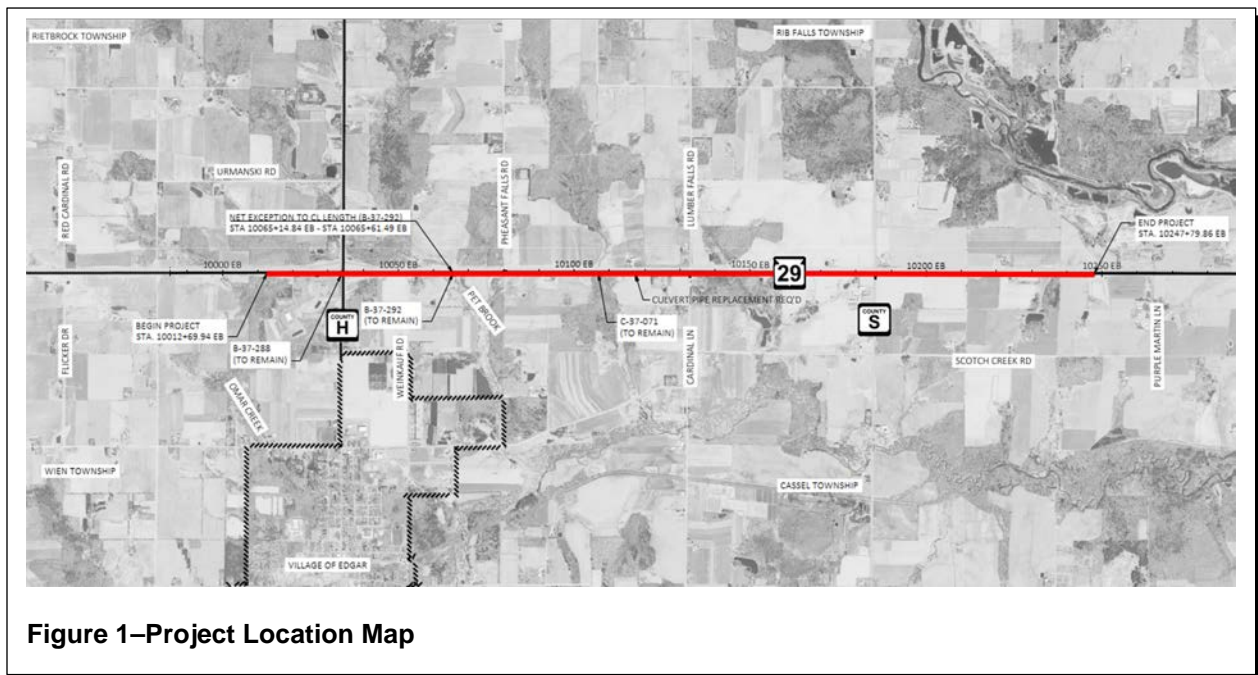 RIETBROCK TOWNSHIP
RIB FALLS TOWNSHIP
RED CARDINAL RD
URMANSKI RD
PHEASANT FALLS RD
LUMBER FALLS RD
NET EXCEPTION TO CL LENGTH (B-37-292)
STA 10065+14.84 EB - STA 10065+61.49 EB
END PROJECT
STA. 10247+79.86 EB
10000 EB
10050 EB
10100 EB
10150 EB
10200 EB
10250 EB
29
BEGIN PROJECT
STA. 10012+69.94 EB
B-37-288
(TO REMAIN)
COUNTY
H
B-37-292
(TO REMAIN)
PET BROOK
CULVERT PIPE REPLACEMENT REQ'D
C-37-071
(TO REMAIN)
COUNTY
S
FLICKER DR
OMAR CREEK
WEINKAUF RD
CARDINAL LN
SCOTCH CREEK RD
PURPLE MARTIN LN
WIEN TOWNSHIP
CASSEL TOWNSHIP
VILLAGE OF EDGAR
Figure 1–Project Location Map